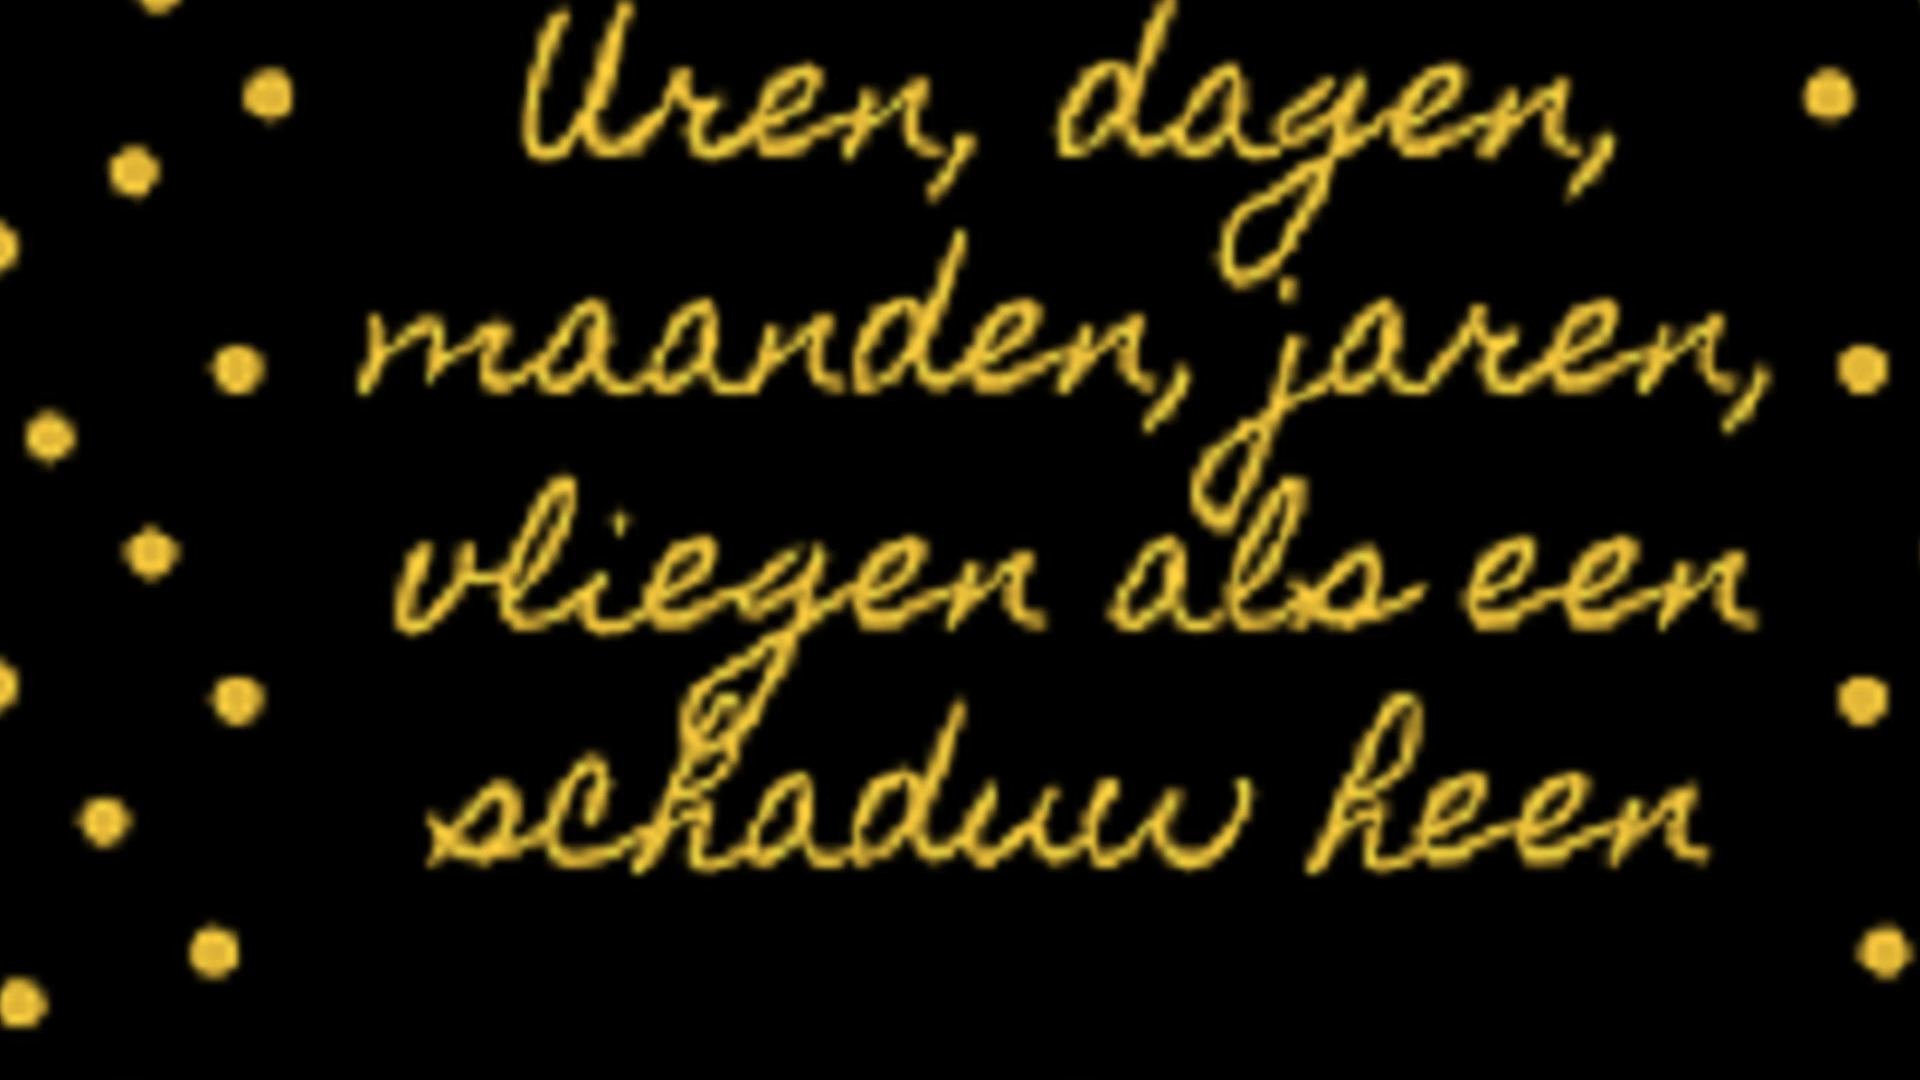 Uren, dagen,
maanden, jaren,
vliegen als een
schaduw heen